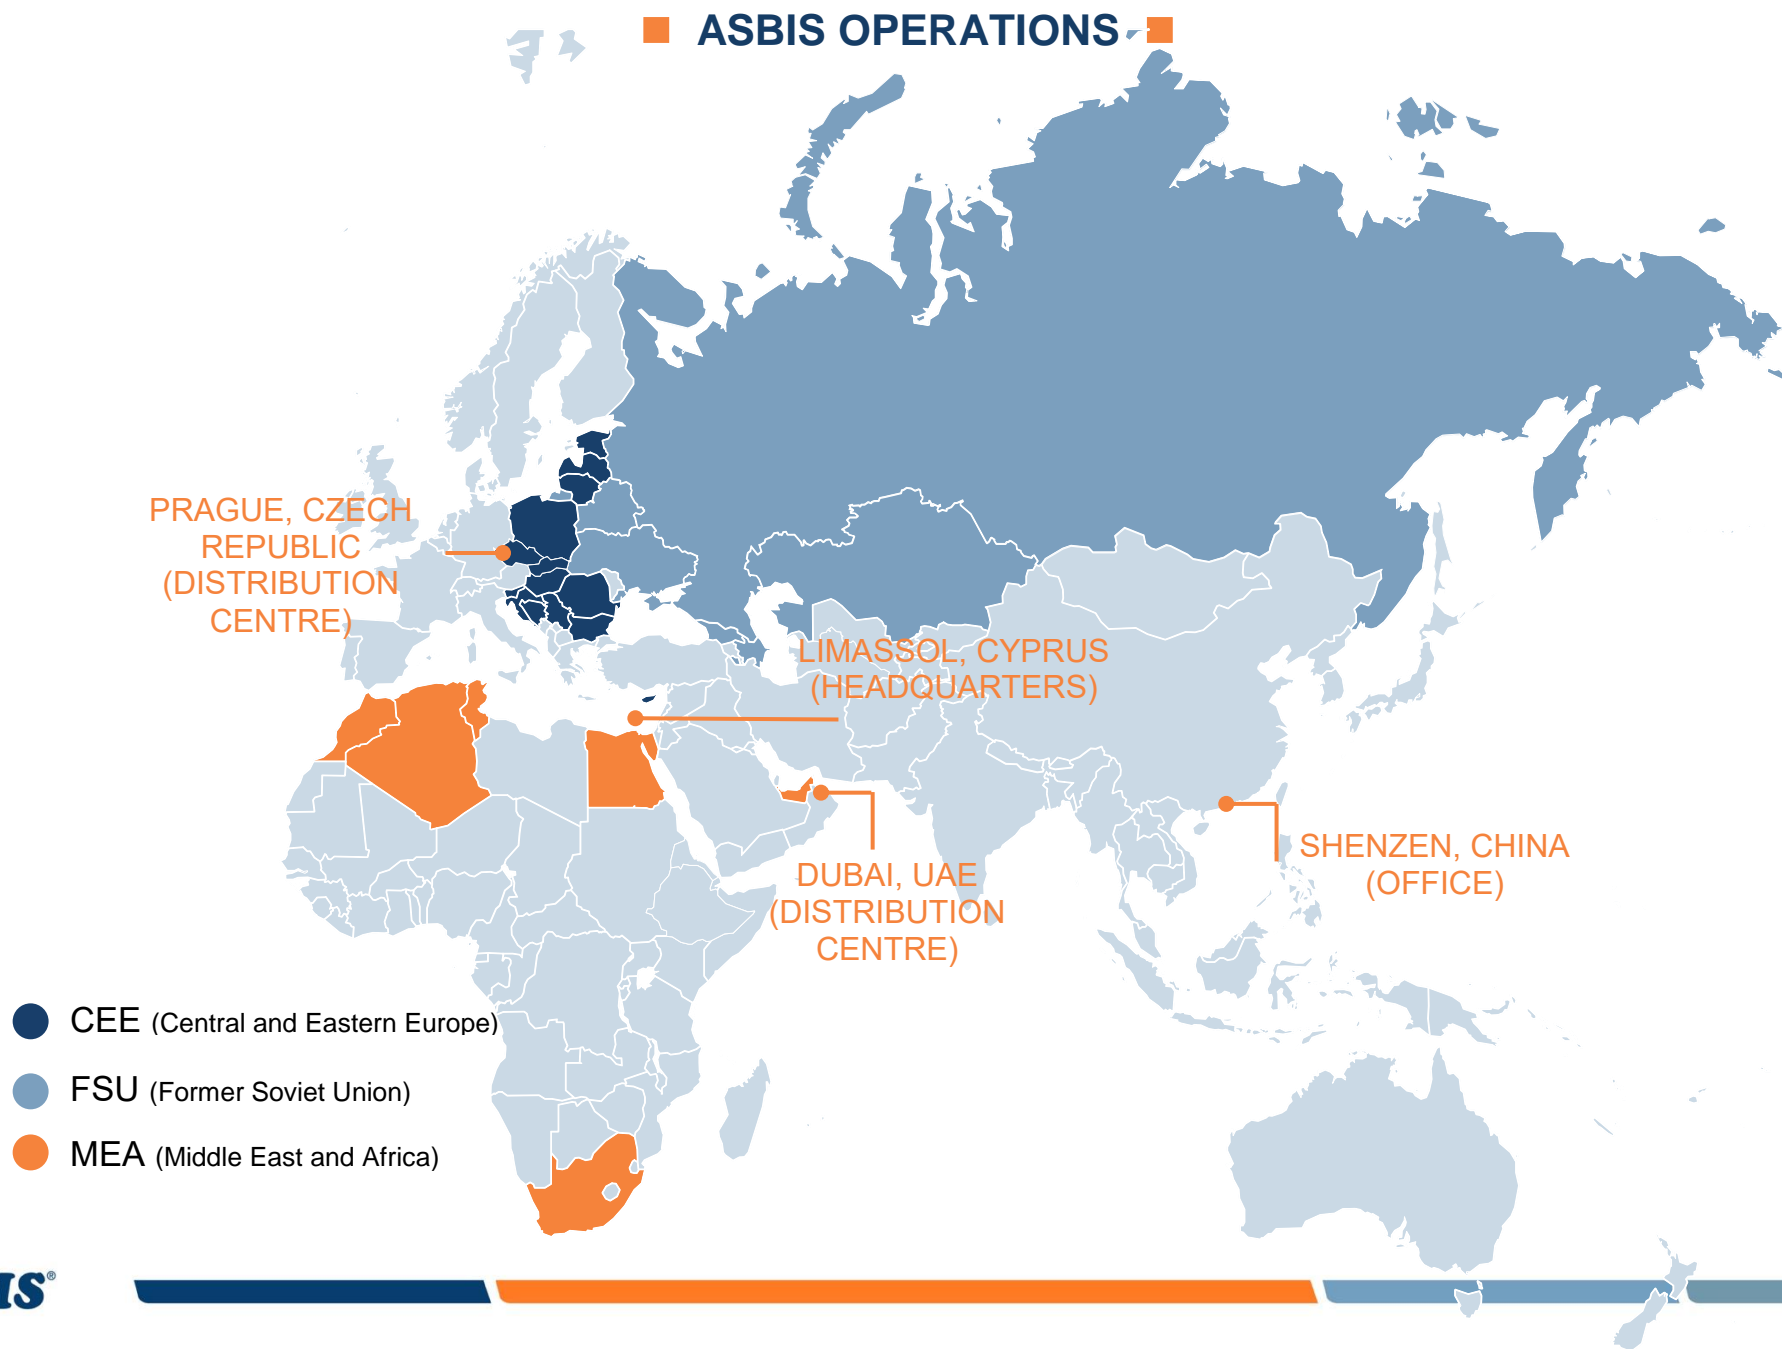 ASBIS OPERATIONS
PRAGUE, CZECH
REPUBLIC
(DISTRIBUTION
CENTRE)
LIMASSOL, CYPRUS
(HEADQUARTERS)
DUBAI, UAE
(DISTRIBUTION
CENTRE)
SHENZEN, CHINA
(OFFICE)
CEE (Central and Eastern Europe)
FSU (Former Soviet Union)
MEA (Middle East and Africa)
IS®